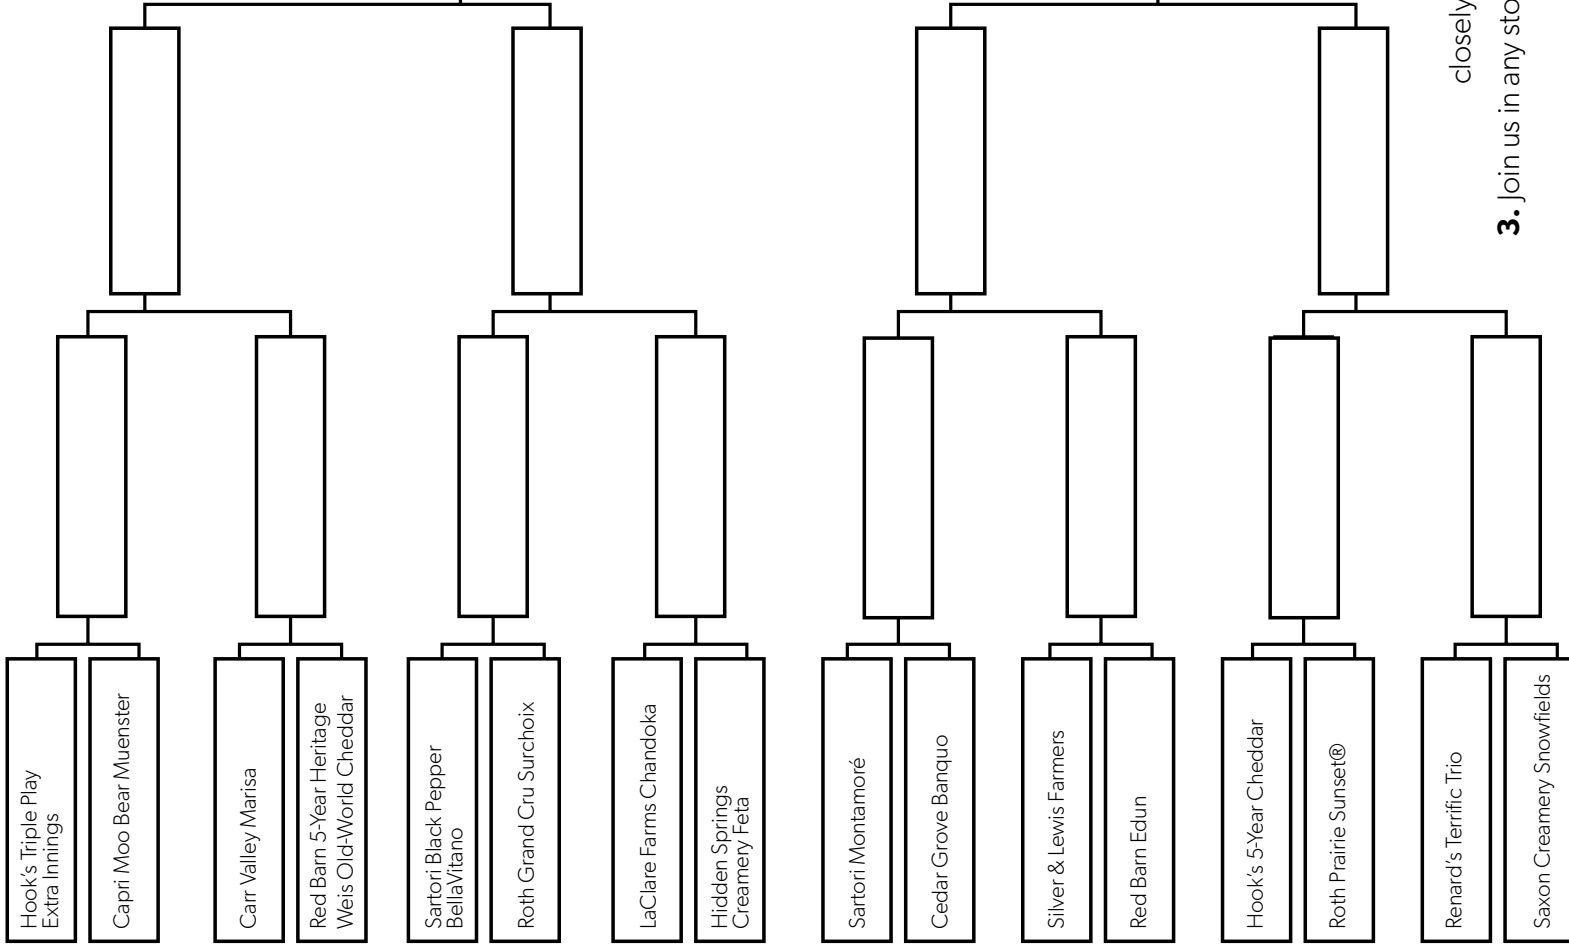 Hook's Triple Play
Extra Innings
Capri Moo Bear Muenster
Carr Valley Marisa
Red Barn 5-Year Heritage
Weis Old-World Cheddar
Sartori Black Pepper
BellaVitano
Roth Grand Cru Surchoix
LaClare Farms Chandoka
Hidden Springs
Creamery Feta
Sartori Montamoré
Cedar Grove Banquo
Silver & Lewis Farmers
Red Barn Edun
Hook's 5-Year Cheddar
Roth Prairie Sunset®
Renard's Terrific Trio
Saxon Creamery Snowfields
closely
3. Join us in any sto